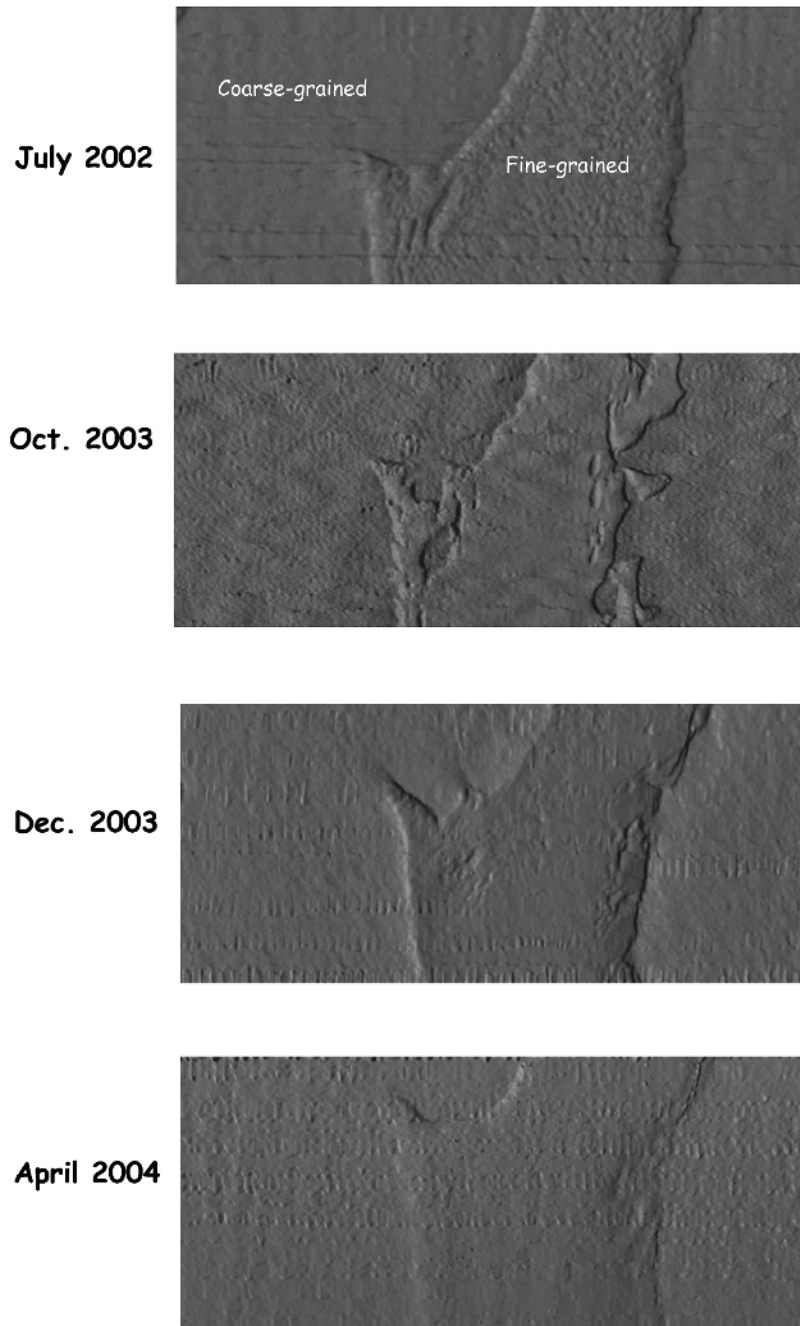 Coarse-grained
July 2002
Fine-grained
Oct. 2003
Dec. 2003
April 2004